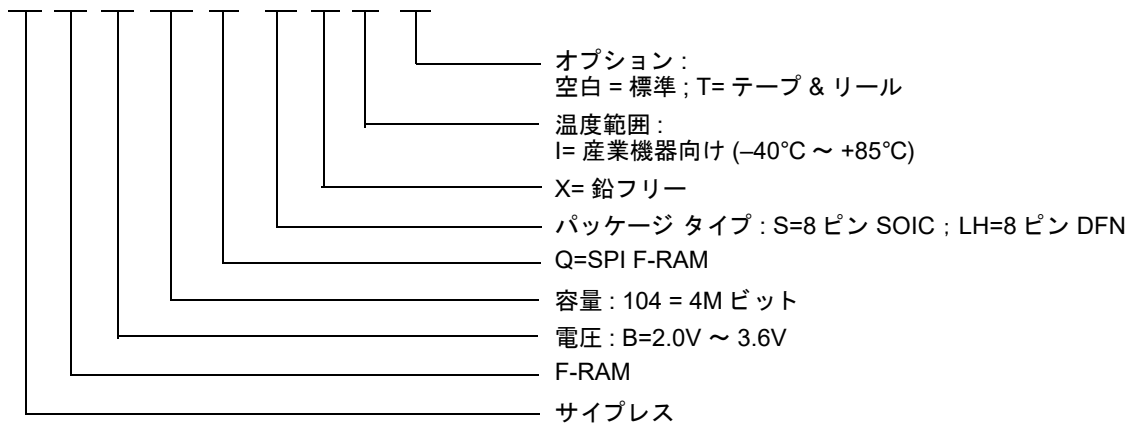 オプション :
空白 = 標準 ; T= テープ & リール
温度範囲 :
I= 産業機器向け (–40°C ～ +85°C)
X= 鉛フリー
パッケージ タイプ : S=8 ピン SOIC ; LH=8 ピン DFN
Q=SPI F-RAM
容量 : 104 = 4M ビット
電圧 : B=2.0V ～ 3.6V
F-RAM
サイプレス